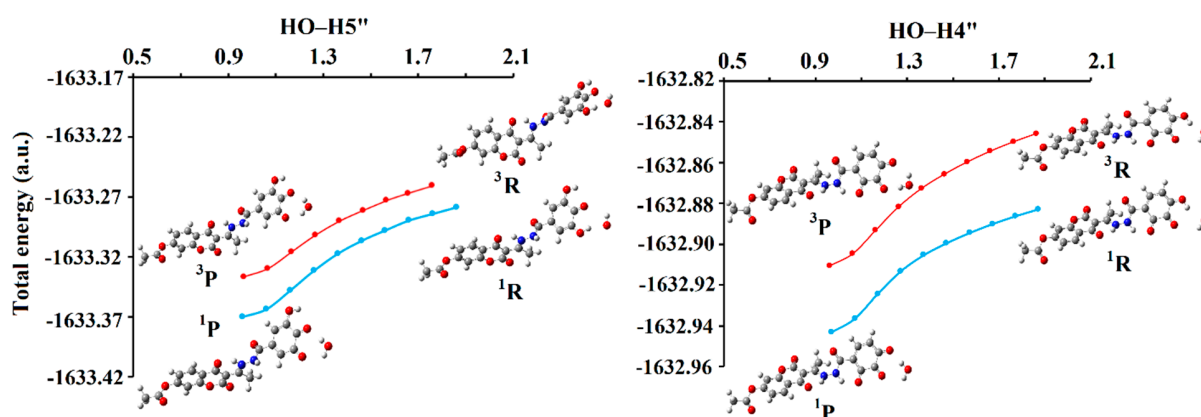 HO–H5"
0.5 0.9 1.3 1.7 2.1
Total energy (a.u.)
-1633.17
-1633.22
-1633.27
-1633.32
-1633.37
-1633.42
³R
³P
¹R
¹P
HO–H4"
0.5 0.9 1.3 1.7 2.1
-1632.82
-1632.84
-1632.86
-1632.88
-1632.90
-1632.92
-1632.94
-1632.96
³R
³P
¹R
¹P